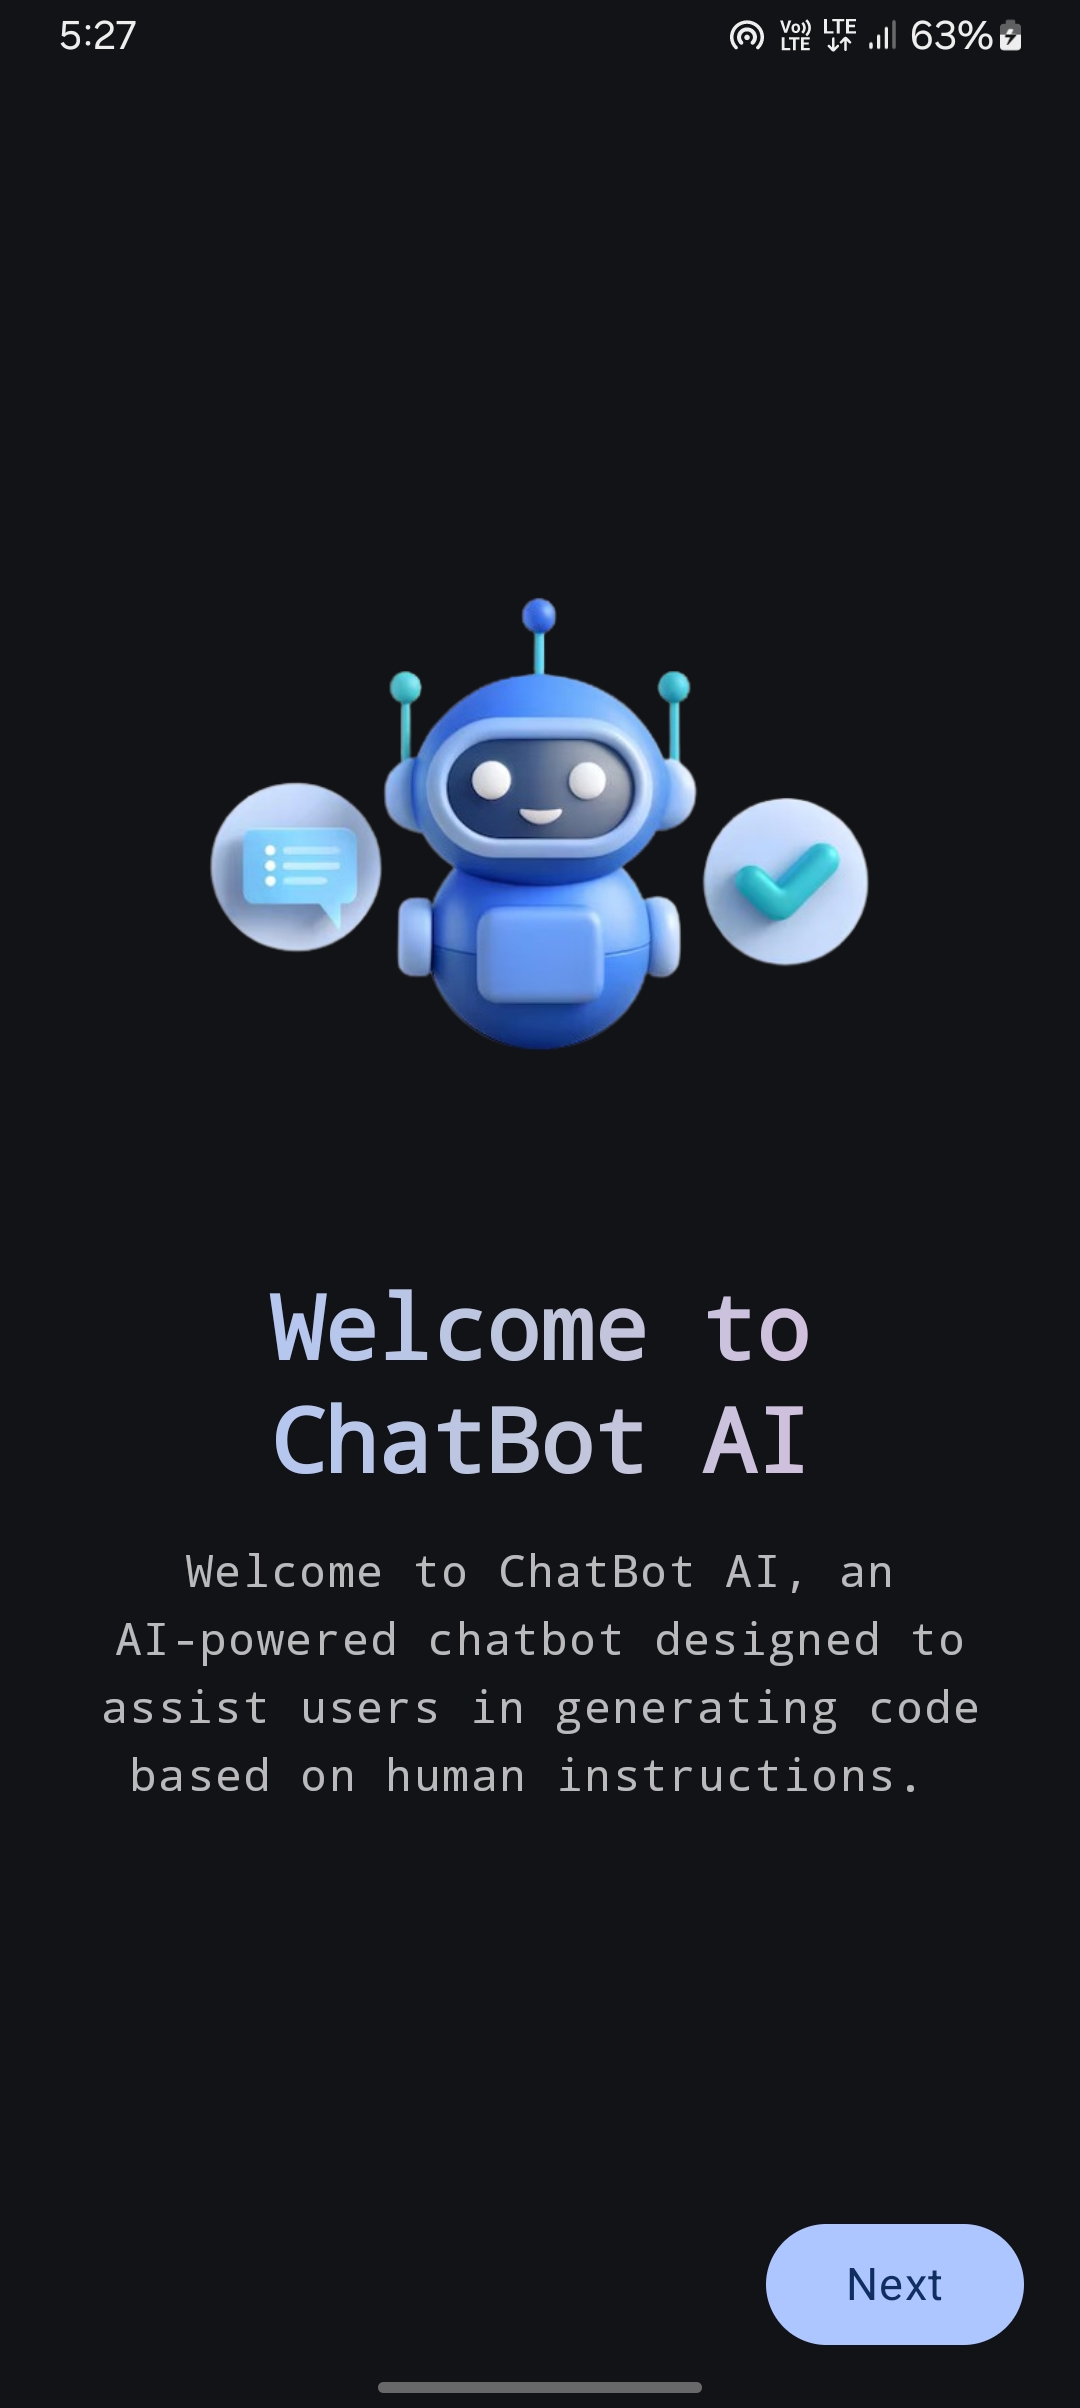 5:27
Vo)) LTE LTE 63%
Welcome to
ChatBot AI
Welcome to ChatBot AI, an
AI-powered chatbot designed to
assist users in generating code
based on human instructions.
Next